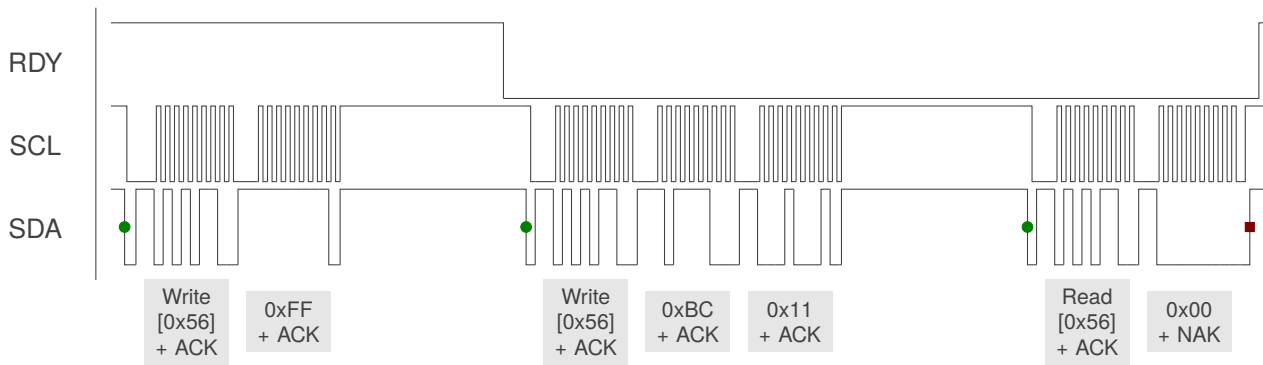 RDY
SCL
SDA
Write
[0x56]
+ ACK
0xFF
+ ACK
Write
[0x56]
+ ACK
0xBC
+ ACK
0x11
+ ACK
Read
[0x56]
+ ACK
0x00
+ NAK